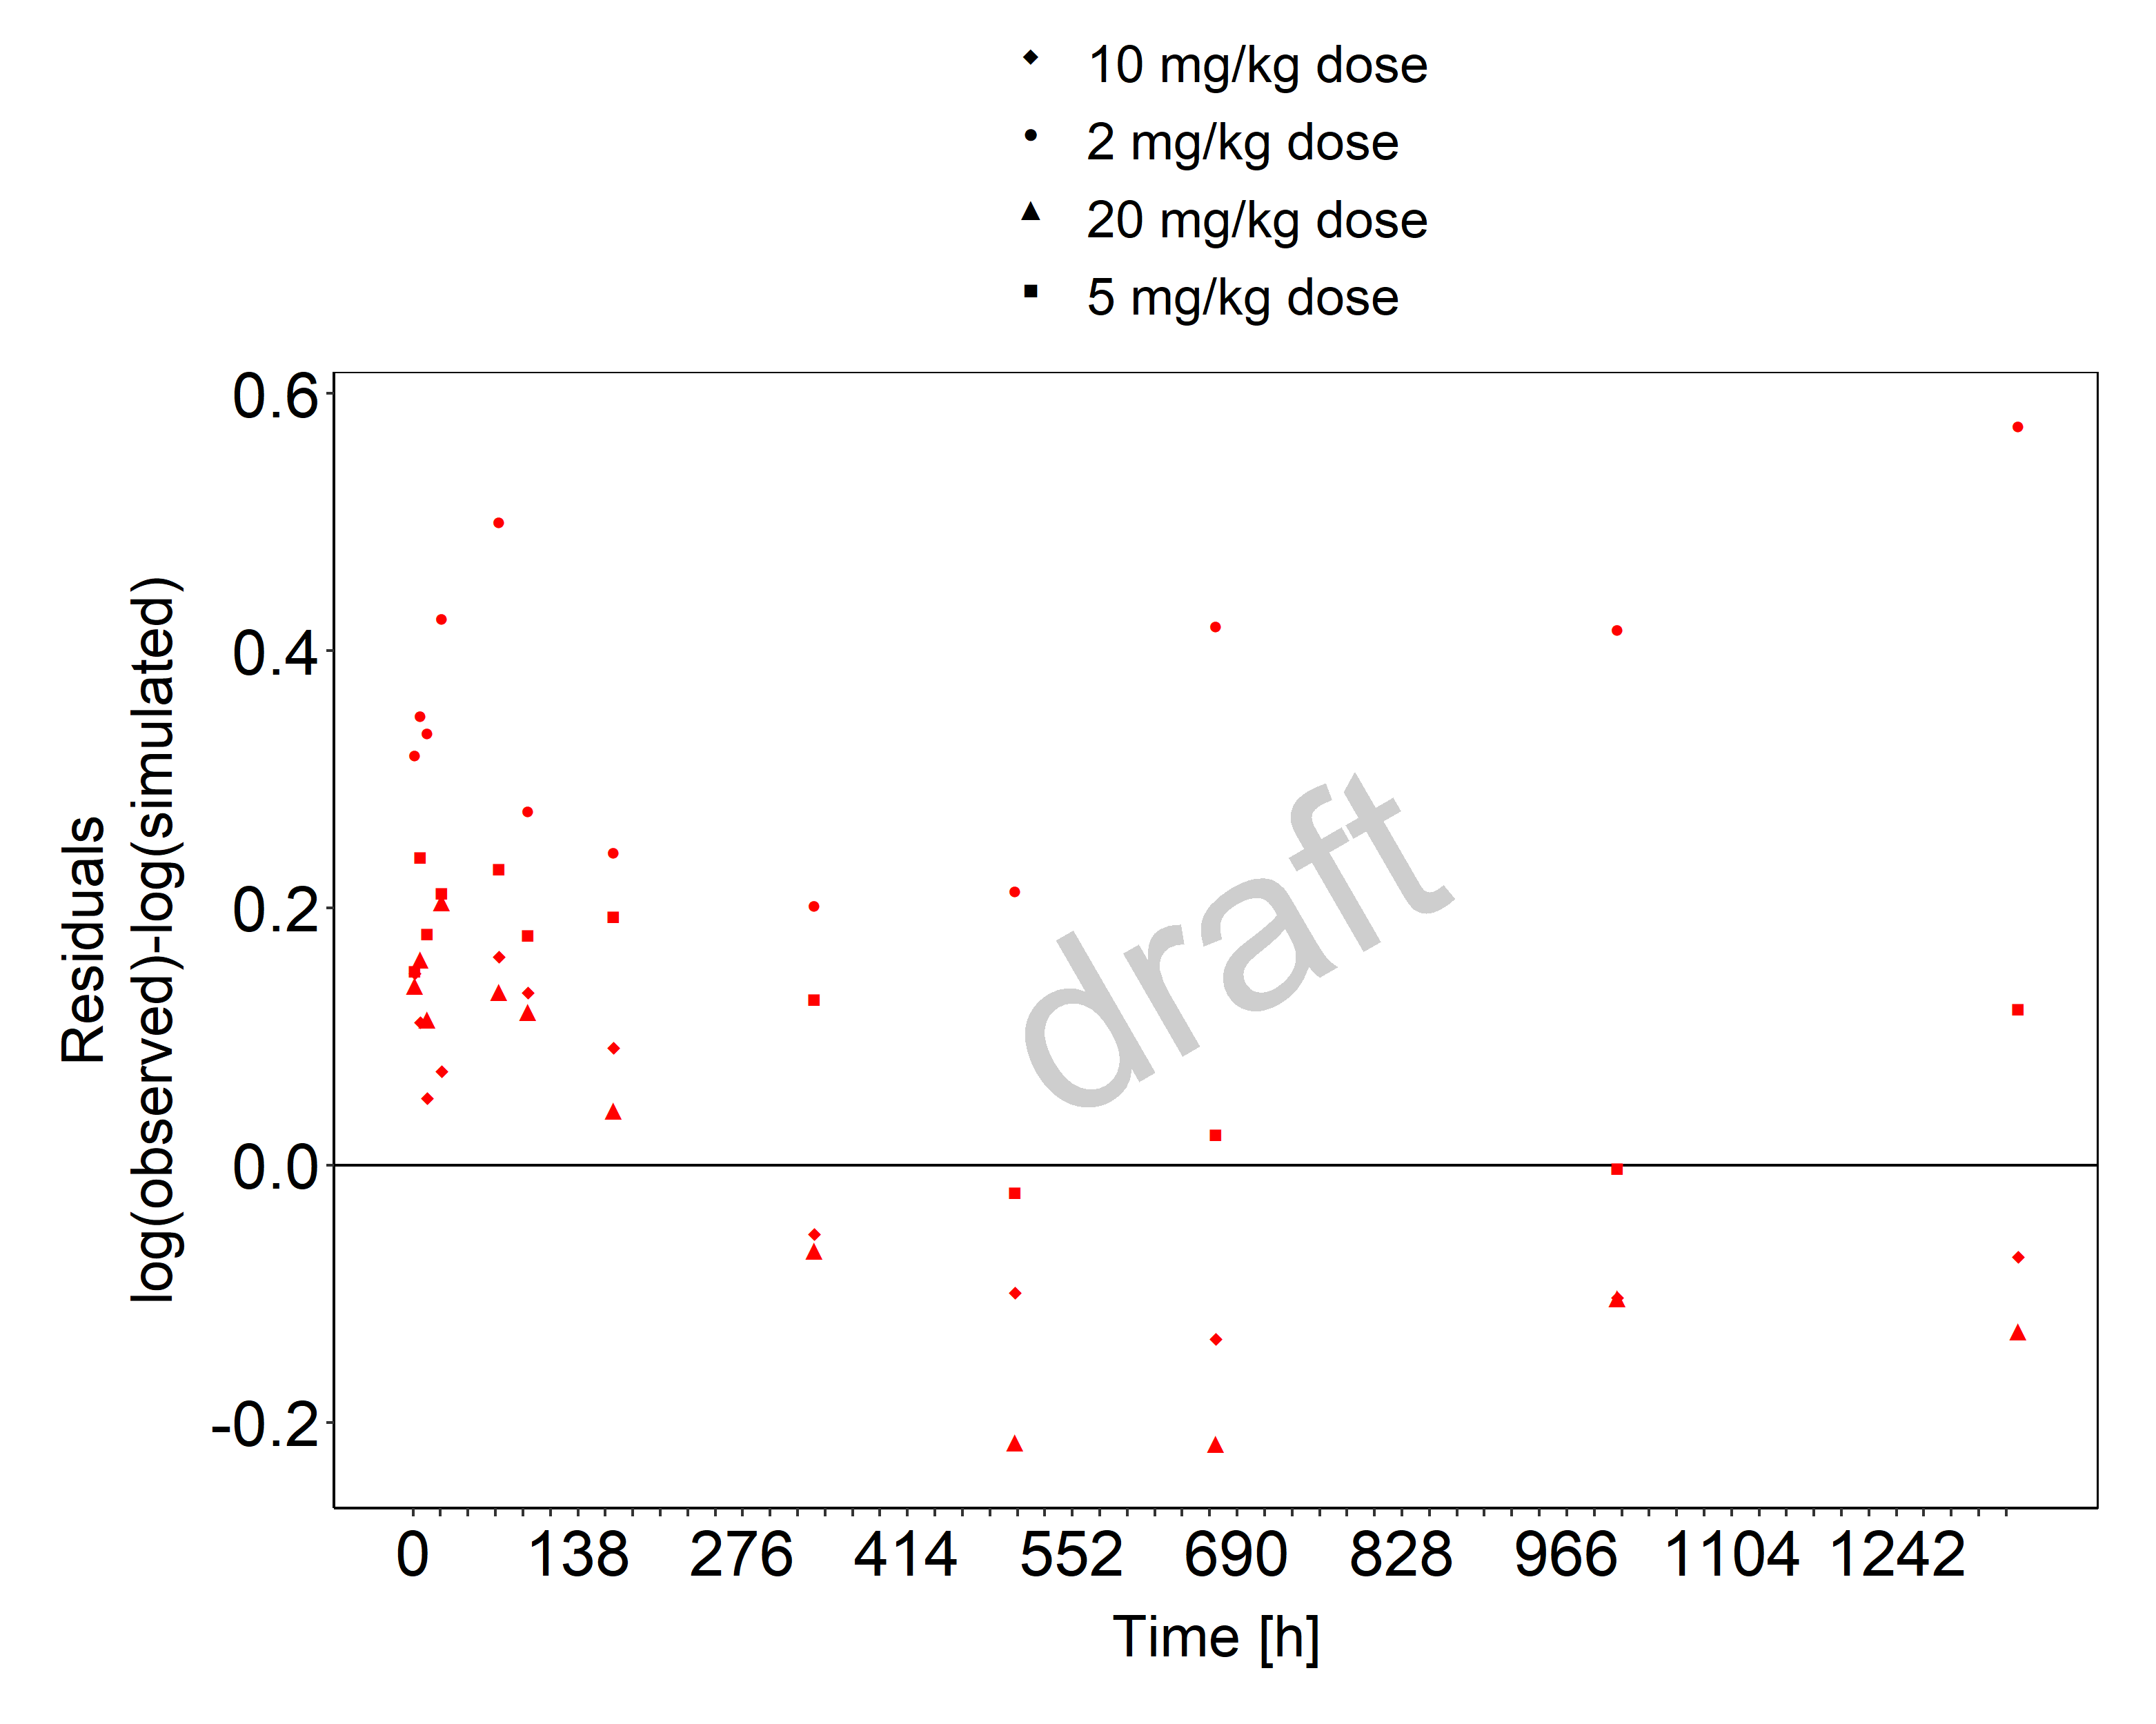 10 mg/kg dose
2 mg/kg dose
20 mg/kg dose
5 mg/kg dose
Residuals
log(observed)-log(simulated)
0.6
0.4
0.2
0.0
-0.2
draft
0 138 276 414 552 690 828 966 1104 1242
Time [h]